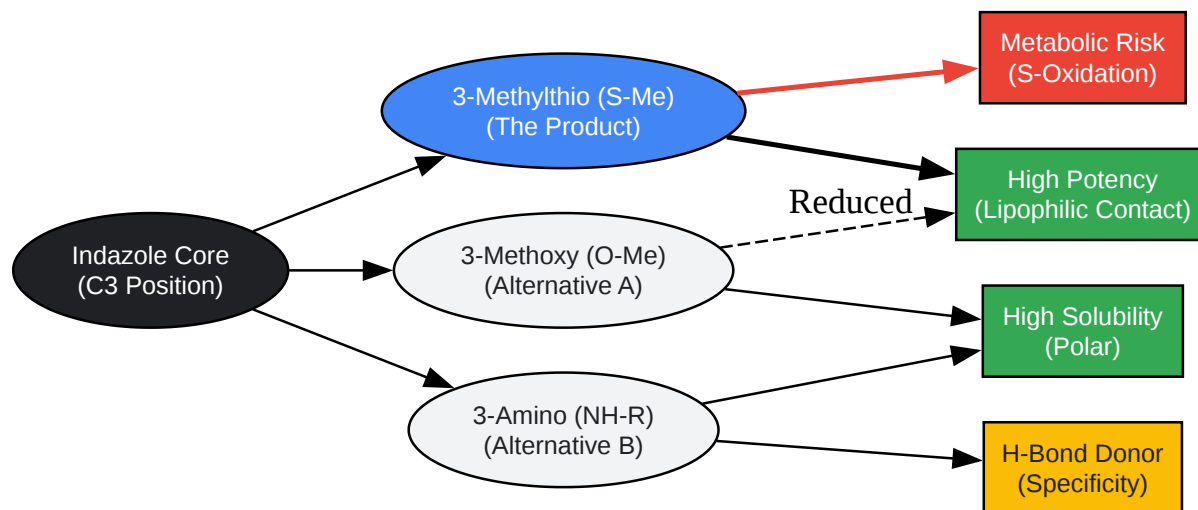 Metabolic Risk
(S-Oxidation)
3-Methylthio (S-Me)
(The Product)
High Potency
(Lipophilic Contact)
Reduced
Indazole Core
(C3 Position)
3-Methoxy (O-Me)
(Alternative A)
High Solubility
(Polar)
3-Amino (NH-R)
(Alternative B)
H-Bond Donor
(Specificity)